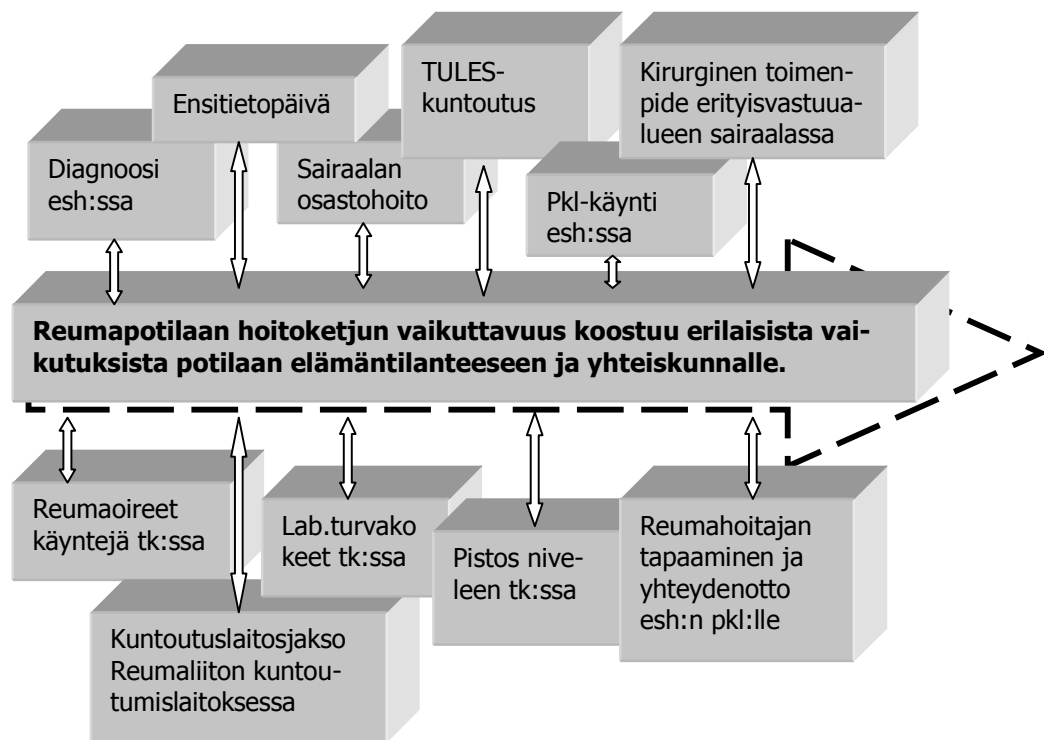 Diagnoosi
esh:ssa
Ensitietopäivä
Sairaalan
osastohoito
TULES-
kuntoutus
Pkl-käynti
esh:ssa
Kirurginen toimen-
pide erityisvastuua-
lueen sairaalassa
Reumapotilaan hoitoketjun vaikuttavuus koostuu erilaisista vai-
kutuksista potilaan elämäntilanteeseen ja yhteiskunnalle.
Reumaoireet
käyntejä tk:ssa
Kuntoutuslaitosjakso
Reumaliiton kuntou-
tumislaitoksessa
Lab.turvako
keet tk:ssa
Pistos nive-
leen tk:ssa
Reumahoitajan
tapaaminen ja
yhteydenotto
esh:n pkl:lle